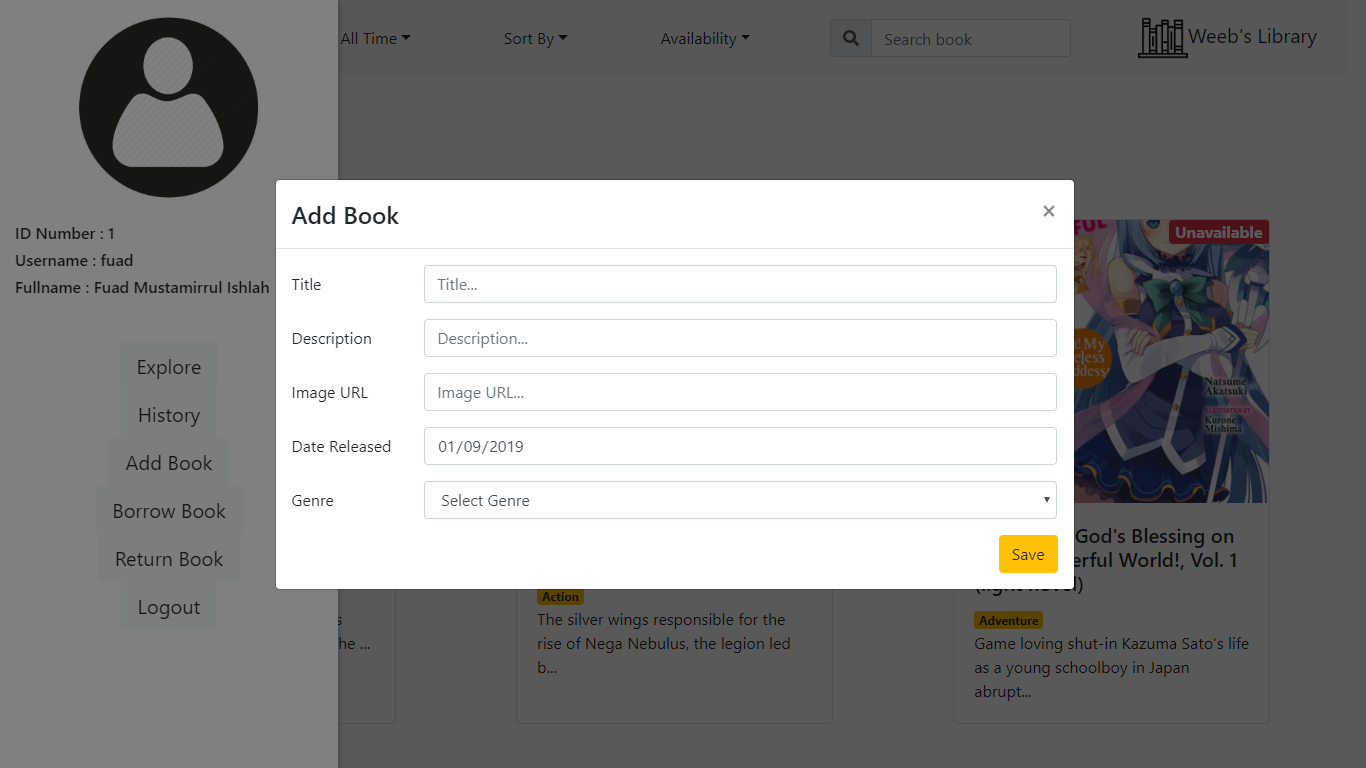 All Time
Sort By
Availability
Search book
Weeb's Library
ID Number : 1
Username : fuad
Fullname : Fuad Mustamirrul Ishlah
Explore
History
Add Book
Borrow Book
Return Book
Logout
Add Book
×
Title
Title...
Description
Description...
Image URL
Image URL...
Date Released
01/09/2019
Genre
Select Genre
Save
he ...
Action
The silver wings responsible for the
rise of Nega Nebulus, the legion led
b...
Unavailable
My
Natsume
Akatsuki
ILLUSTRATION BY
Kurone
Mishima
God's Blessing on
World!, Vol. 1
Adventure
Game loving shut-in Kazuma Sato's life
as a young schoolboy in Japan
abrupt...